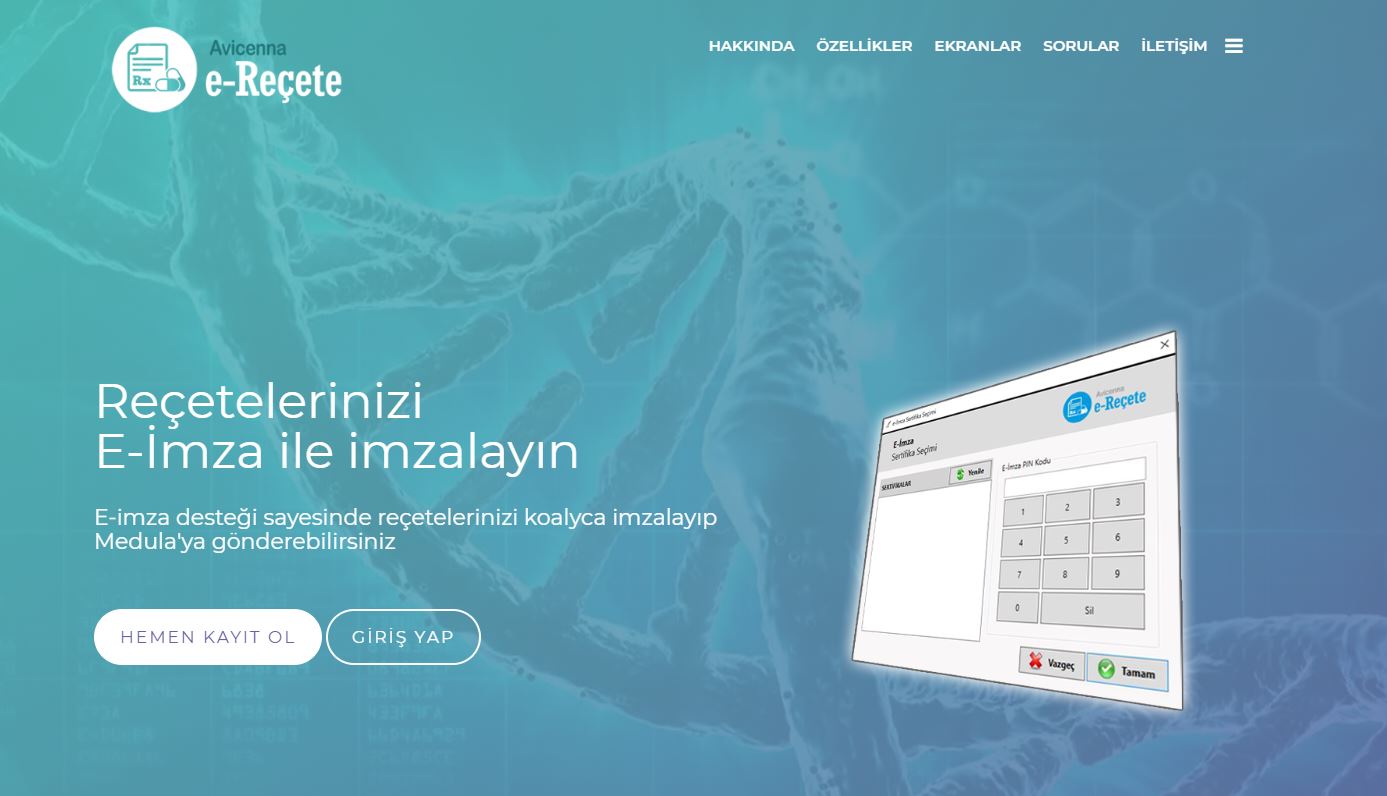 Avicenna
e-Reçete
Rx
HAKKINDA ÖZELLİKLER EKRANLAR SORULAR İLETİŞİM
Reçetelerinizi
E-İmza ile imzalayın
E-imza desteği sayesinde reçetelerinizi koalyca imzalayıp
Medula'ya gönderebilirsiniz
HEMEN KAYIT OL GİRİŞ YAP
e-İmza Sertifika Seçimi
Avicenna
e-Reçete
E-İmza
Sertifika Seçimi
SERTİFİKALAR Yenile
E-İmza PIN Kodu
1 2 3
4 5 6
7 8 9
0 Sil
Vazgeç Tamam